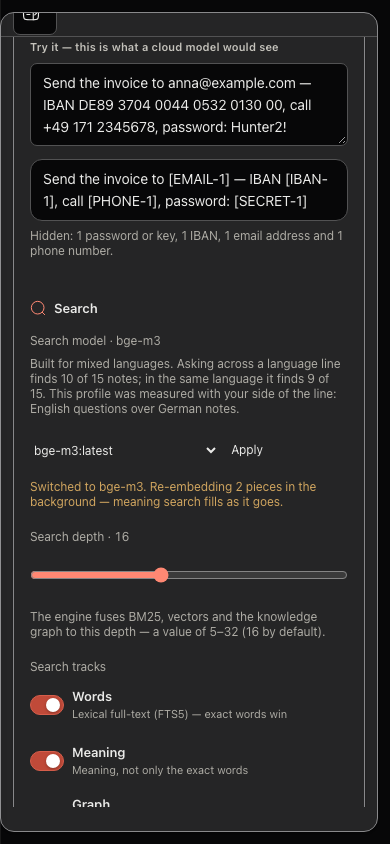 Try it — this is what a cloud model would see
Send the invoice to anna@example.com —
IBAN DE89 3704 0044 0532 0130 00, call
+49 171 2345678, password: Hunter2!
Send the invoice to [EMAIL-1] — IBAN [IBAN-
1], call [PHONE-1], password: [SECRET-1]
Hidden: 1 password or key, 1 IBAN, 1 email address and 1
phone number.
Search
Search model · bge-m3
Built for mixed languages. Asking across a language line
finds 10 of 15 notes; in the same language it finds 9 of
15. This profile was measured with your side of the line:
English questions over German notes.
bge-m3:latest
Apply
Switched to bge-m3. Re-embedding 2 pieces in the
background — meaning search fills as it goes.
Search depth · 16
The engine fuses BM25, vectors and the knowledge
graph to this depth — a value of 5–32 (16 by default).
Search tracks
Words
Lexical full-text (FTS5) — exact words win
Meaning
Meaning, not only the exact words
Graph